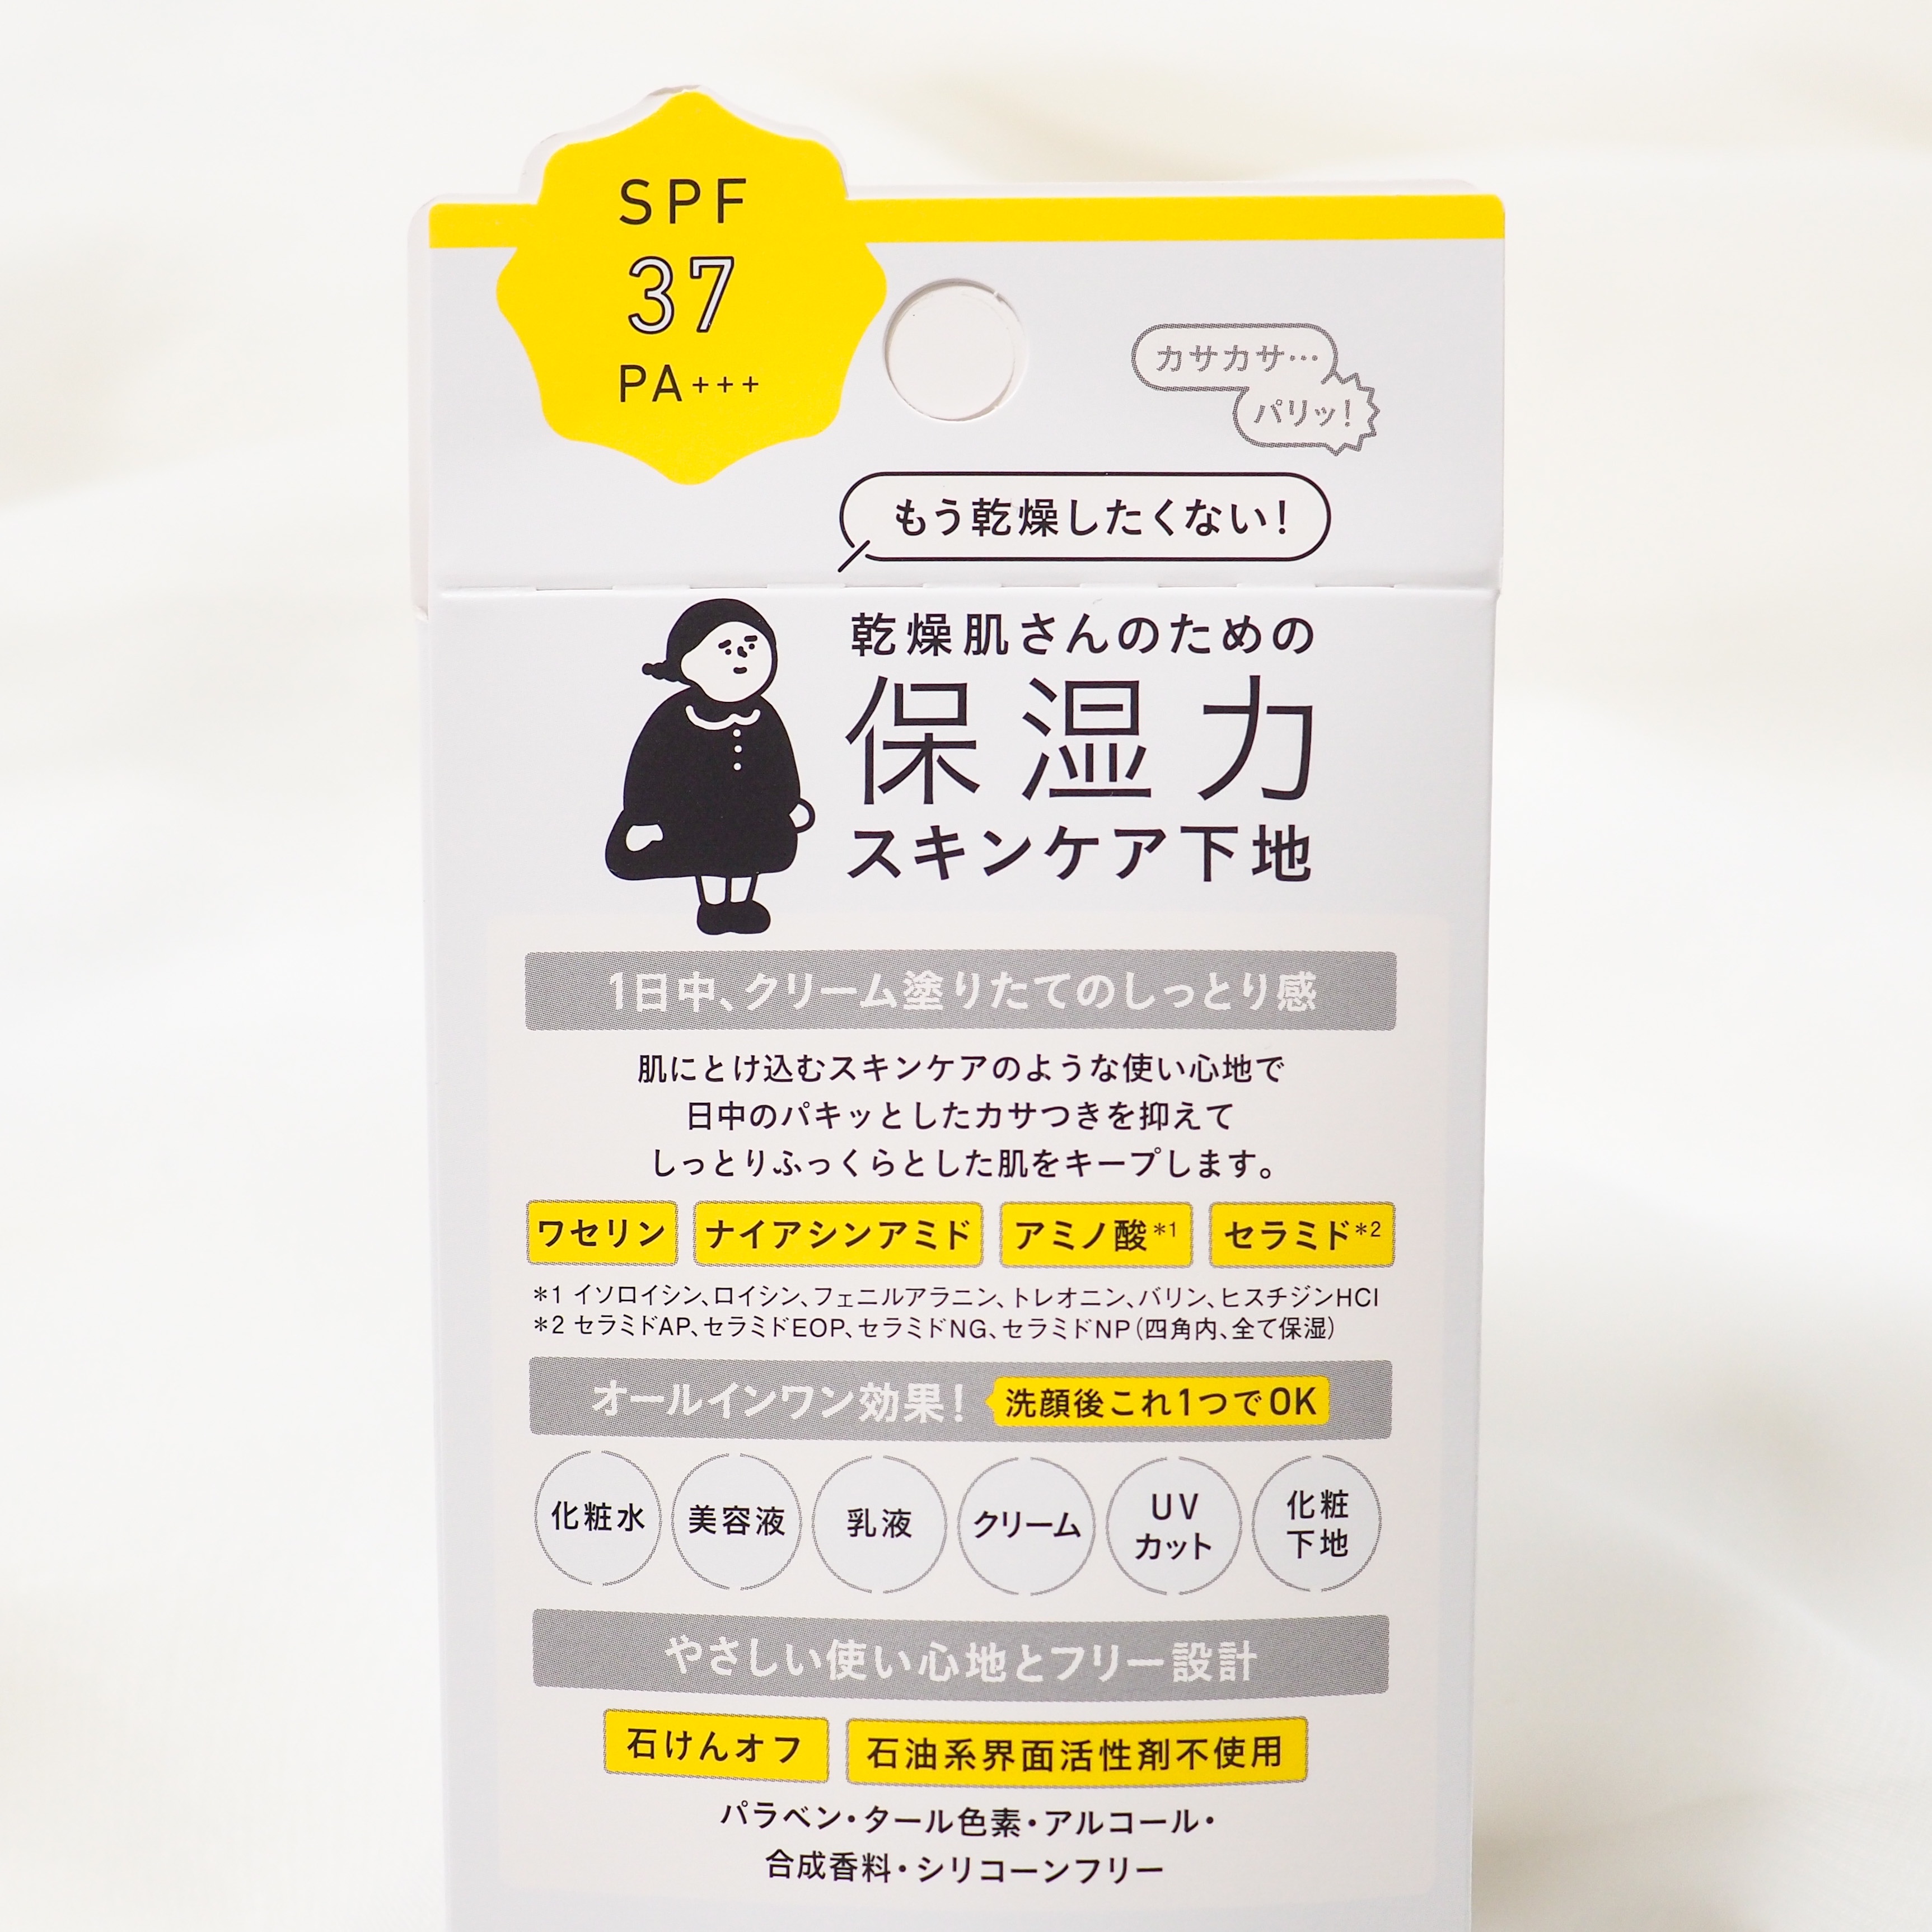 SPF
37
PA+++
カサカサ…
パリッ!
もう乾燥したくない!
乾燥肌さんのための
保湿力
スキンケア下地
1日中、クリーム塗りたてのしっとり感
肌にとけ込むスキンケアのような使い心地で
日中のパキッとしたカサつきを抑えて
しっとりふっくらとした肌をキープします。
ワセリン ナイアシンアミド アミノ酸*1 セラミド*2
*1 イソロイシン、ロイシン、フェニルアラニン、トレオニン、バリン、ヒスチジンHCl
*2 セラミドAP、セラミドEOP、セラミドNG、セラミドNP(四角内、全て保湿)
オールインワン効果! 洗顔後これ1つでOK
化粧水 美容液 乳液 クリーム UVカット 化粧下地
やさしい使い心地とフリー設計
石けんオフ 石油系界面活性剤不使用
パラベン・タール色素・アルコール・
合成香料・シリコーンフリー